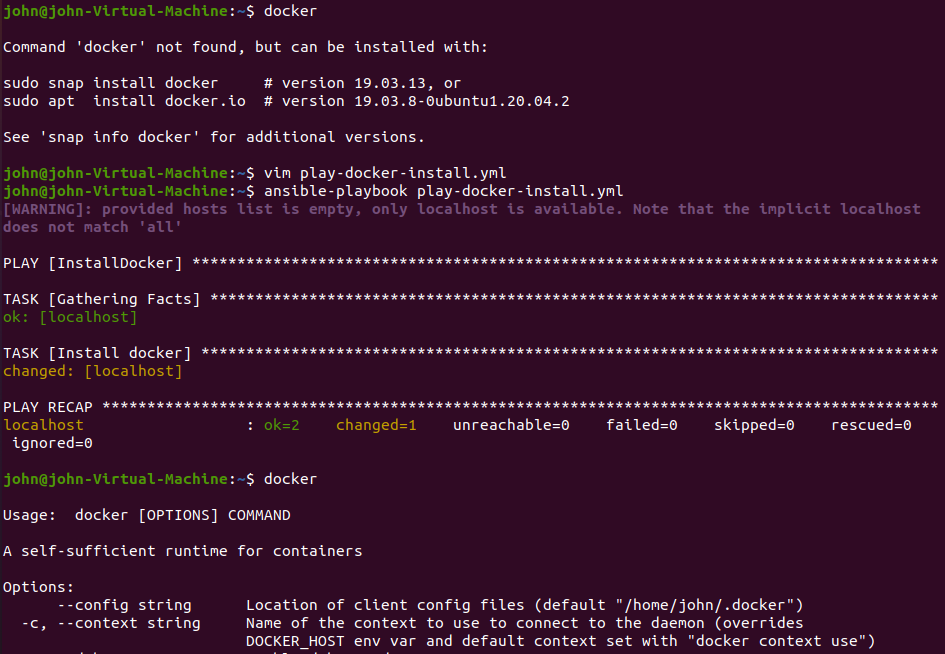 john@john-Virtual-Machine:~$ docker
Command 'docker' not found, but can be installed with:
sudo snap install docker     # version 19.03.13, or
sudo apt  install docker.io  # version 19.03.8-0ubuntu1.20.04.2
See 'snap info docker' for additional versions.
john@john-Virtual-Machine:~$ vim play-docker-install.yml
john@john-Virtual-Machine:~$ ansible-playbook play-docker-install.yml
[WARNING]: provided hosts list is empty, only localhost is available. Note that the implicit localhost
does not match 'all'
PLAY [InstallDocker] ***********************************************************************************
TASK [Gathering Facts] *********************************************************************************
ok: [localhost]
TASK [Install docker] **********************************************************************************
changed: [localhost]
PLAY RECAP *********************************************************************************************
localhost                  : ok=2    changed=1    unreachable=0    failed=0    skipped=0    rescued=0
 ignored=0
john@john-Virtual-Machine:~$ docker
Usage:  docker [OPTIONS] COMMAND
A self-sufficient runtime for containers
Options:
      --config string      Location of client config files (default "/home/john/.docker")
  -c, --context string     Name of the context to use to connect to the daemon (overrides
                           DOCKER_HOST env var and default context set with "docker context use")